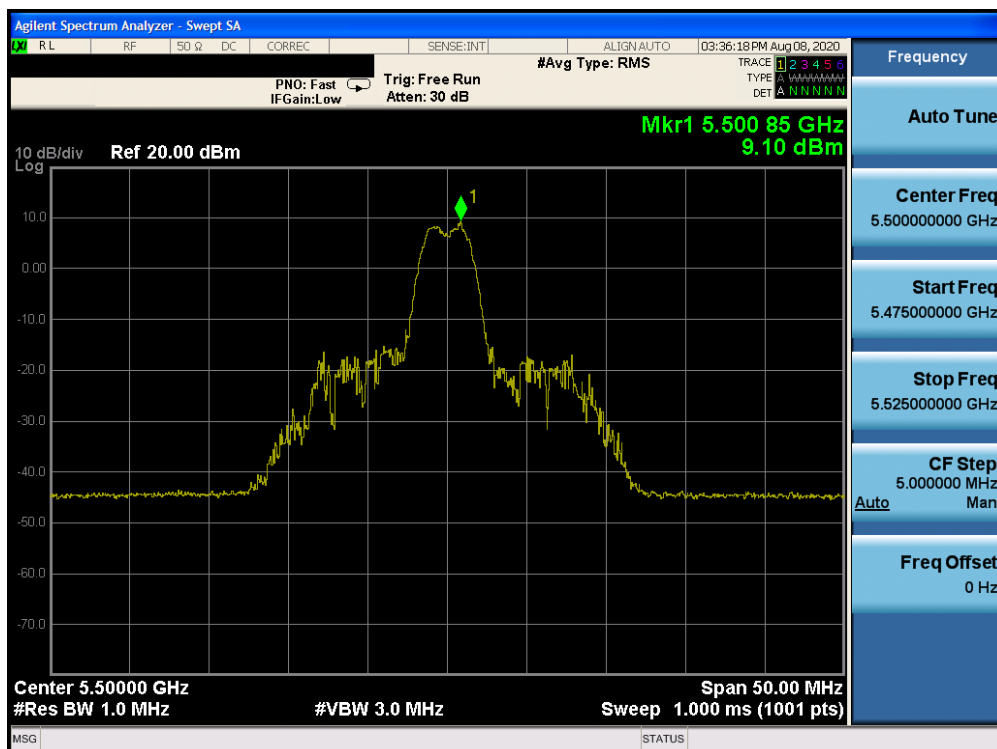 Agilent Spectrum Analyzer - Swept SA
LXI RL RF 50 Ω DC CORREC SENSE:INT ALIGN AUTO 03:36:18 PM Aug 08, 2020
#Avg Type: RMS
TRACE 1 2 3 4 5 6
PNO: Fast Trig: Free Run
TYPE A WWWWW
IFGain:Low Atten: 30 dB
DET A N N N N N
Mkr1 5.500 85 GHz
9.10 dBm
10 dB/div Ref 20.00 dBm
Log
1
10.0
0.00
-10.0
-20.0
-30.0
-40.0
-50.0
-60.0
-70.0
Center 5.50000 GHz Span 50.00 MHz
#Res BW 1.0 MHz #VBW 3.0 MHz Sweep 1.000 ms (1001 pts)
MSG STATUS
Frequency
Auto Tune
Center Freq
5.500000000 GHz
Start Freq
5.475000000 GHz
Stop Freq
5.525000000 GHz
CF Step
5.000000 MHz
Auto Man
Freq Offset
0 Hz